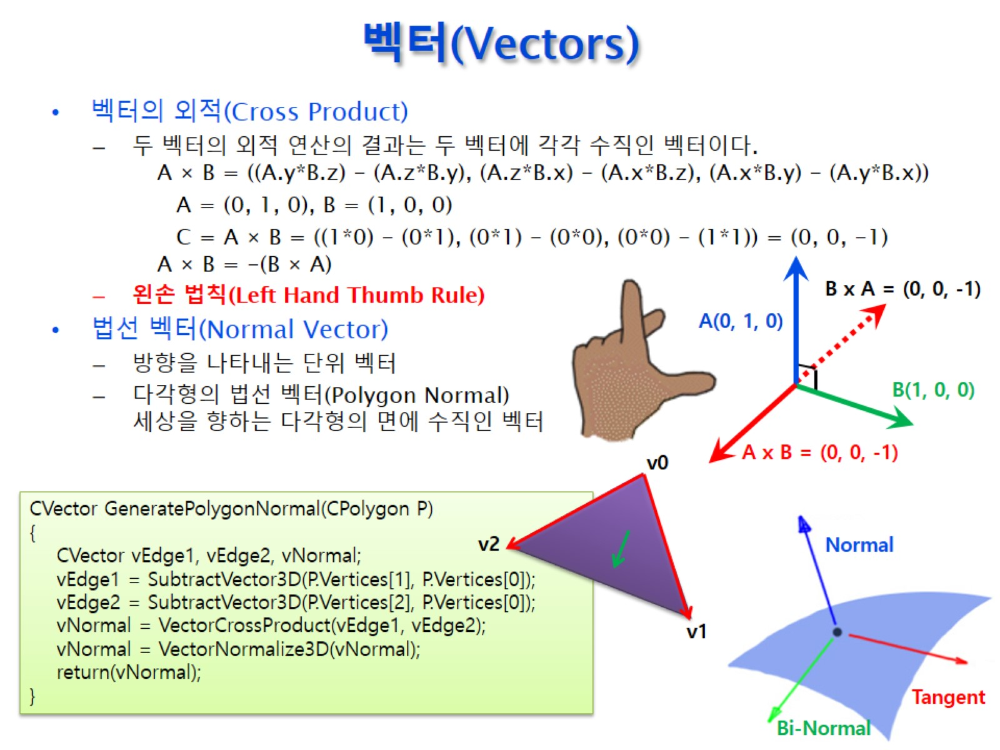 벡터(Vectors)
• 벡터의 외적(Cross Product)
– 두 벡터의 외적 연산의 결과는 두 벡터에 각각 수직인 벡터이다.
A × B = ((A.y*B.z) – (A.z*B.y), (A.z*B.x) – (A.x*B.z), (A.x*B.y) – (A.y*B.x))
A = (0, 1, 0), B = (1, 0, 0)
C = A × B = ((1*0) – (0*1), (0*1) – (0*0), (0*0) – (1*1)) = (0, 0, –1)
A × B = –(B × A)
– 왼손 법칙(Left Hand Thumb Rule)
• 법선 벡터(Normal Vector)
– 방향을 나타내는 단위 벡터
– 다각형의 법선 벡터(Polygon Normal)
세상을 향하는 다각형의 면에 수직인 벡터
B x A = (0, 0, -1)
A(0, 1, 0)
B(1, 0, 0)
A x B = (0, 0, -1)
v0
v2
v1
CVector GeneratePolygonNormal(CPolygon P)
{
CVector vEdge1, vEdge2, vNormal;
vEdge1 = SubtractVector3D(P.Vertices[1], P.Vertices[0]);
vEdge2 = SubtractVector3D(P.Vertices[2], P.Vertices[0]);
vNormal = VectorCrossProduct(vEdge1, vEdge2);
vNormal = VectorNormalize3D(vNormal);
return(vNormal);
}
Normal
Tangent
Bi-Normal